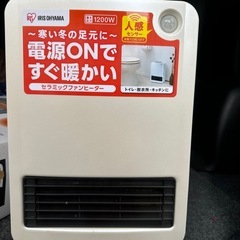 IRIS OHYAMA
1200W
人感
センサー
〜寒い冬の足元に〜
電源ONで
すぐ暖かい
セラミックファンヒーター
トイレ・脱衣所・キッチンに